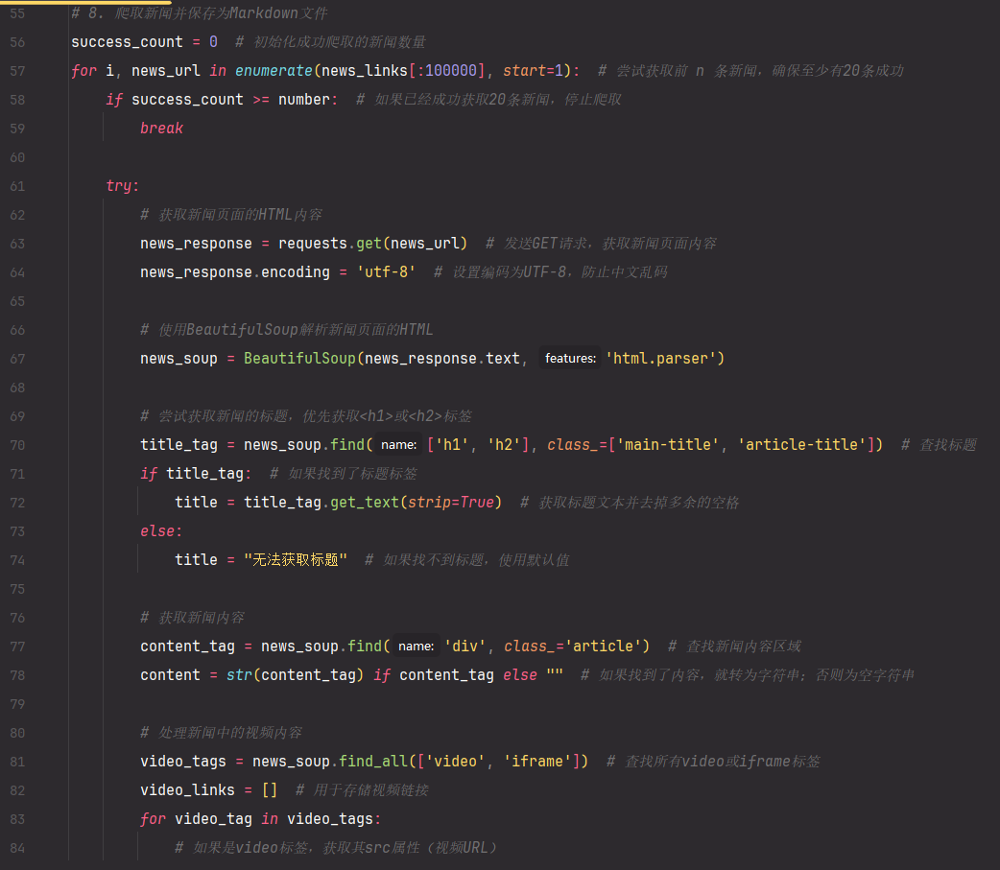 55 # 8. 爬取新闻并保存为Markdown文件
56 success_count = 0 # 初始化成功爬取的新闻数量
57 for i, news_url in enumerate(news_links[:100000], start=1): # 尝试获取前 n 条新闻，确保至少有20条成功
58 if success_count >= number: # 如果已经成功获取20条新闻，停止爬取
59 break
60
61 try:
62 # 获取新闻页面的HTML内容
63 news_response = requests.get(news_url) # 发送GET请求，获取新闻页面内容
64 news_response.encoding = 'utf-8' # 设置编码为UTF-8，防止中文乱码
65
66 # 使用BeautifulSoup解析新闻页面的HTML
67 news_soup = BeautifulSoup(news_response.text, features: 'html.parser')
68
69 # 尝试获取新闻的标题，优先获取<h1>或<h2>标签
70 title_tag = news_soup.find( name: ['h1', 'h2'], class_=['main-title', 'article-title']) # 查找标题
71 if title_tag: # 如果找到了标题标签
72 title = title_tag.get_text(strip=True) # 获取标题文本并去掉多余的空格
73 else:
74 title = "无法获取标题" # 如果找不到标题，使用默认值
75
76 # 获取新闻内容
77 content_tag = news_soup.find( name: 'div', class_='article') # 查找新闻内容区域
78 content = str(content_tag) if content_tag else "" # 如果找到了内容，就转为字符串；否则为空字符串
79
80 # 处理新闻中的视频内容
81 video_tags = news_soup.find_all(['video', 'iframe']) # 查找所有video或iframe标签
82 video_links = [] # 用于存储视频链接
83 for video_tag in video_tags:
84 # 如果是video标签，获取其src属性（视频URL）